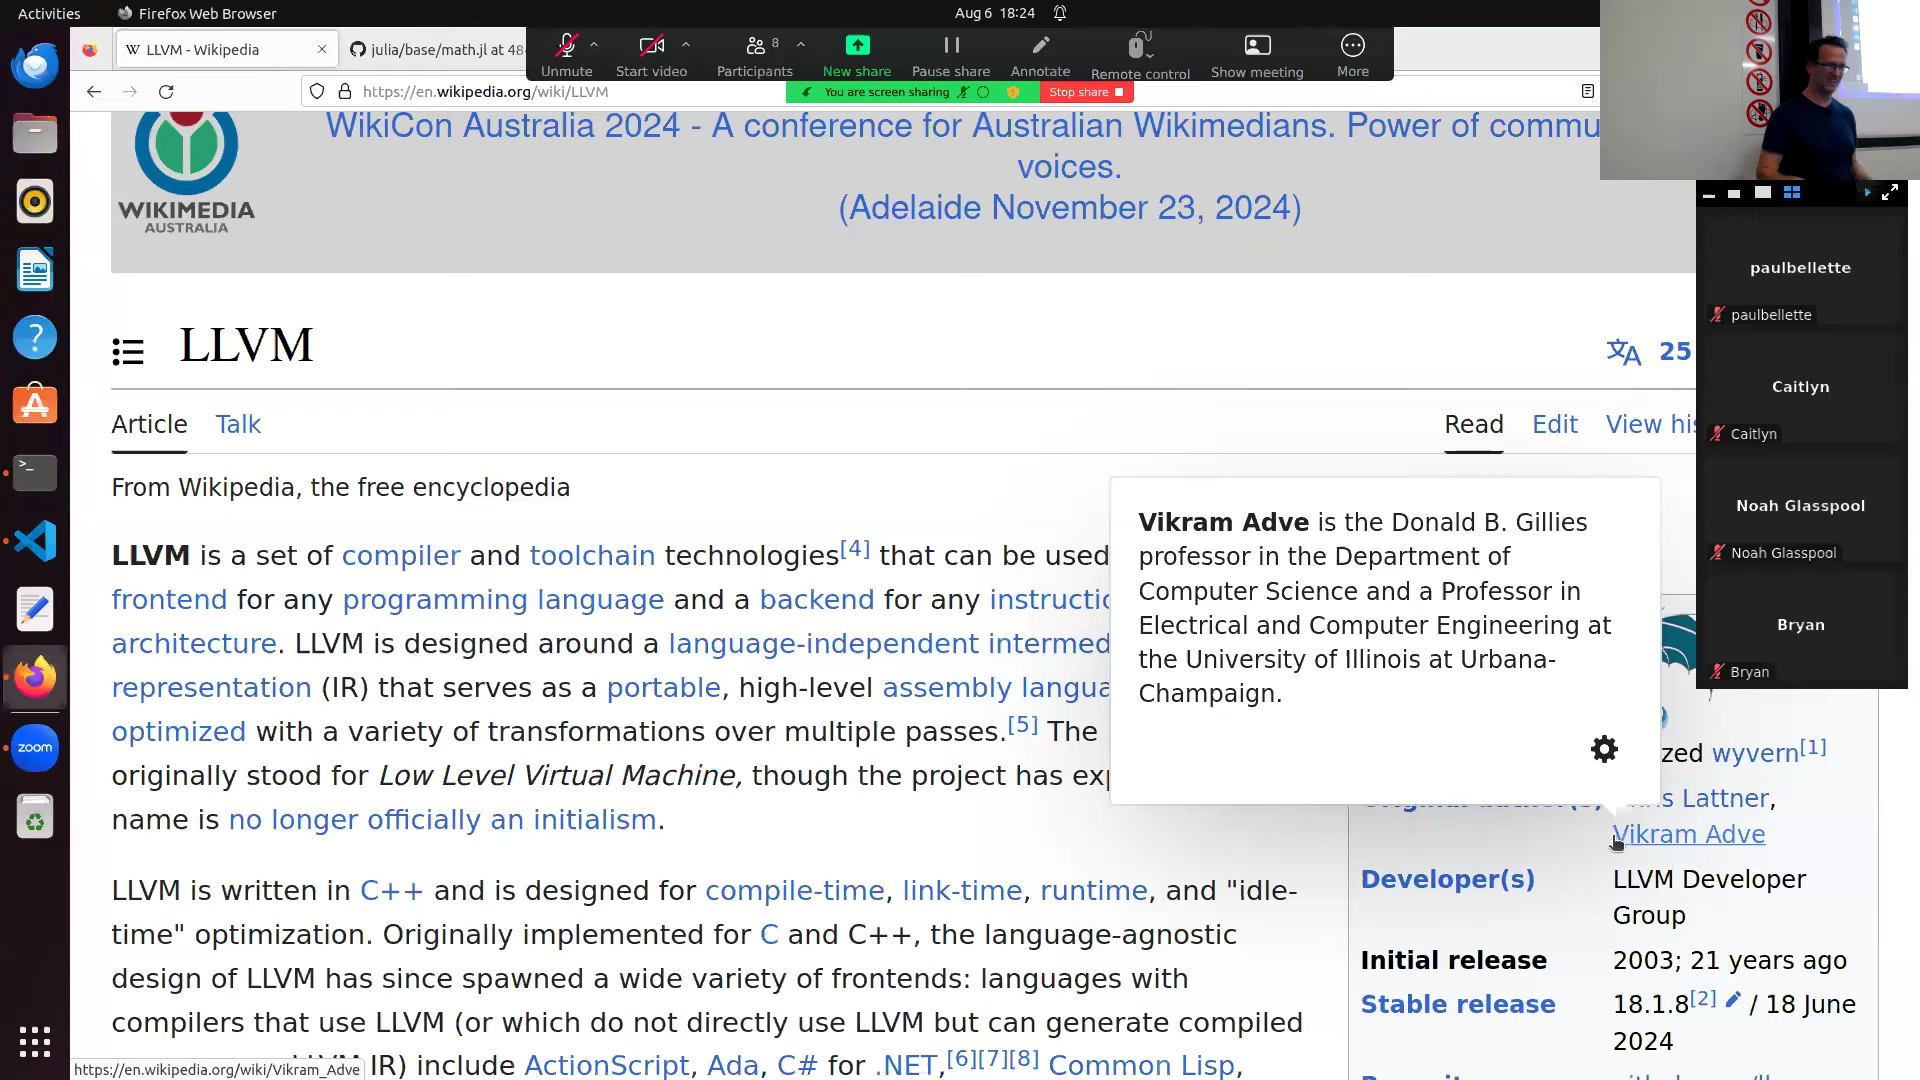 Activities
Firefox Web Browser
Aug 6 18:24
LLVM - Wikipedia
julia/base/math.jl at 48
Unmute
Start video
8
Participants
New share
Pause share
Annotate
Remote control
Show meeting
More
https://en.wikipedia.org/wiki/LLVM
You are screen sharing
Stop share
WIKIMEDIA
AUSTRALIA
WikiCon Australia 2024 - A conference for Australian Wikimedians. Power of commu
voices.
(Adelaide November 23, 2024)
LLVM
25
Article
Talk
Read
Edit
View his
From Wikipedia, the free encyclopedia
LLVM is a set of compiler and toolchain technologies[4] that can be used
frontend for any programming language and a backend for any instructio
architecture. LLVM is designed around a language-independent intermed
representation (IR) that serves as a portable, high-level assembly langua
optimized with a variety of transformations over multiple passes.[5] The
originally stood for Low Level Virtual Machine, though the project has exp
name is no longer officially an initialism.
LLVM is written in C++ and is designed for compile-time, link-time, runtime, and "idle-
time" optimization. Originally implemented for C and C++, the language-agnostic
design of LLVM has since spawned a wide variety of frontends: languages with
compilers that use LLVM (or which do not directly use LLVM but can generate compiled
LLVM IR) include ActionScript, Ada, C# for .NET,[6][7][8] Common Lisp,
Vikram Adve is the Donald B. Gillies
professor in the Department of
Computer Science and a Professor in
Electrical and Computer Engineering at
the University of Illinois at Urbana-
Champaign.
zed wyvern[1]
Lattner,
Vikram Adve
Developer(s)
LLVM Developer
Group
Initial release
2003; 21 years ago
Stable release
18.1.8[2] / 18 June
2024
paulbellette
paulbellette
Caitlyn
Caitlyn
Noah Glasspool
Noah Glasspool
Bryan
Bryan
zoom
https://en.wikipedia.org/wiki/Vikram_Adve